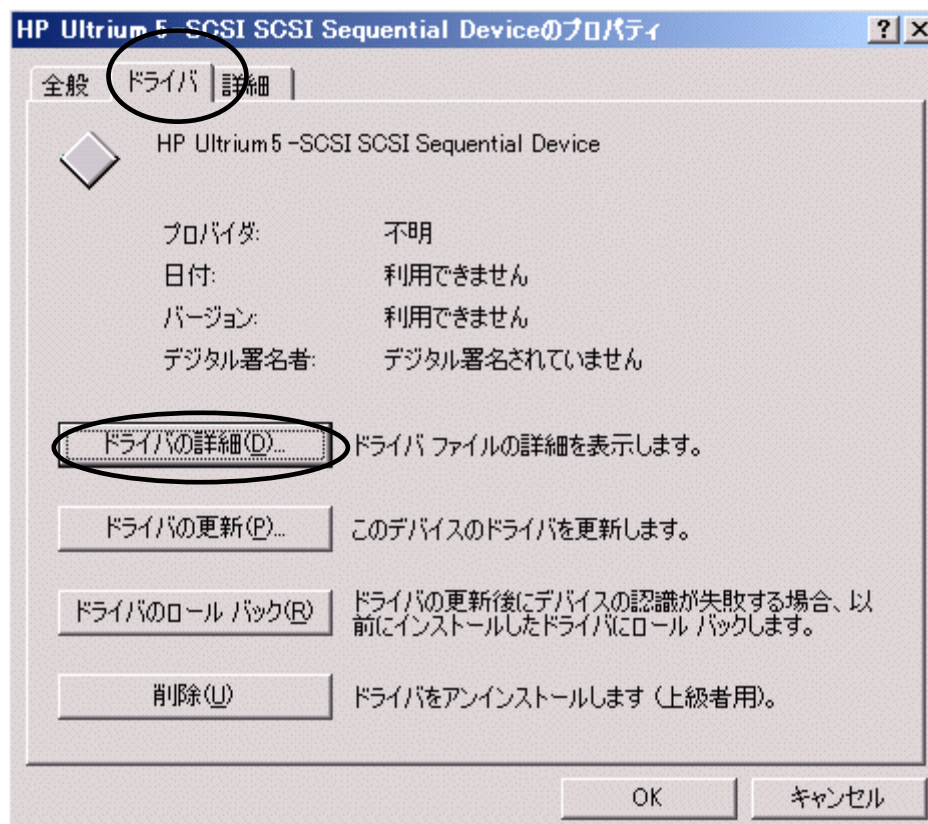 HP Ultrium 5-SCSI SCSI Sequential Deviceのプロパティ
全般 ドライバ 詳細
HP Ultrium5-SCSI SCSI Sequential Device
プロバイダ: 不明
日付: 利用できません
バージョン: 利用できません
デジタル署名者: デジタル署名されていません
ドライバの詳細(D)... ドライバ ファイルの詳細を表示します。
ドライバの更新(P)... このデバイスのドライバを更新します。
ドライバのロール バック(R) ドライバの更新後にデバイスの認識が失敗する場合、以
前にインストールしたドライバにロール バックします。
削除(U) ドライバをアンインストールします (上級者用)。
OK キャンセル